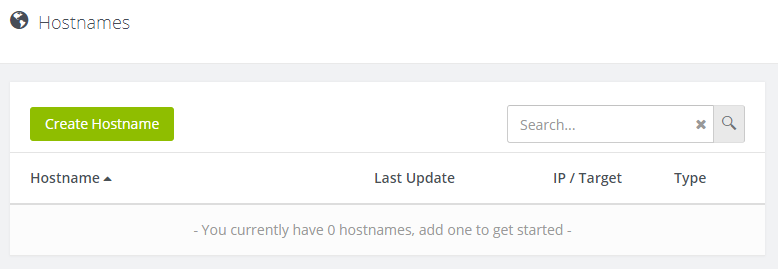 Hostnames
Create Hostname
Search...
Hostname Last Update IP / Target Type
- You currently have 0 hostnames, add one to get started -